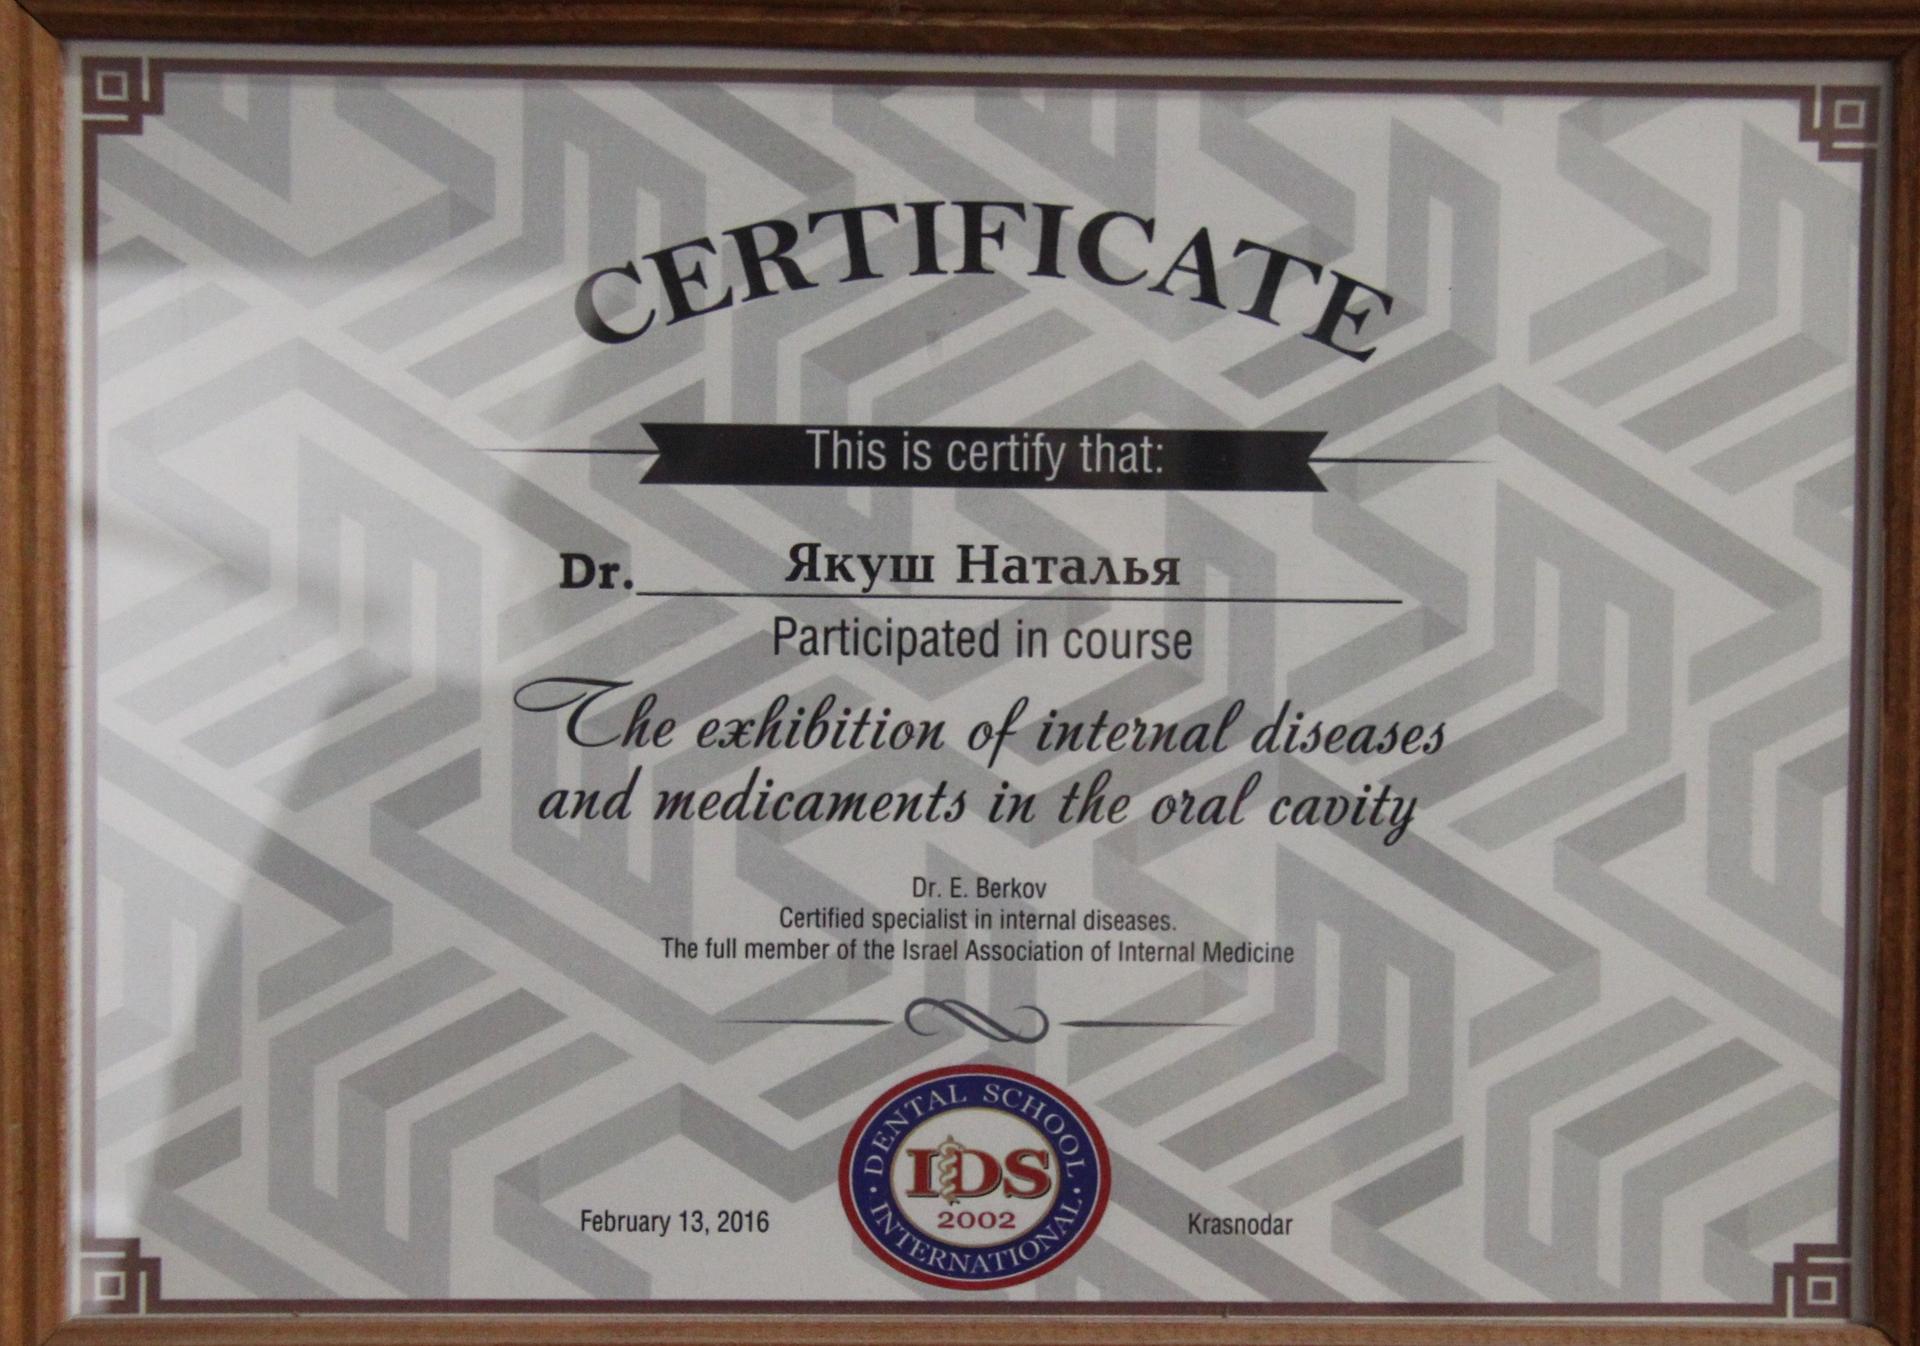 CERTIFICATE
This is certify that:
Dr. Якуш Наталья
Participated in course
The exhibition of internal diseases
and medicaments in the oral cavity
Dr. E. Berkov
Certified specialist in internal diseases.
The full member of the Israel Association of Internal Medicine
DENTAL SCHOOL
IDS
2002
INTERNATIONAL
February 13, 2016
Krasnodar